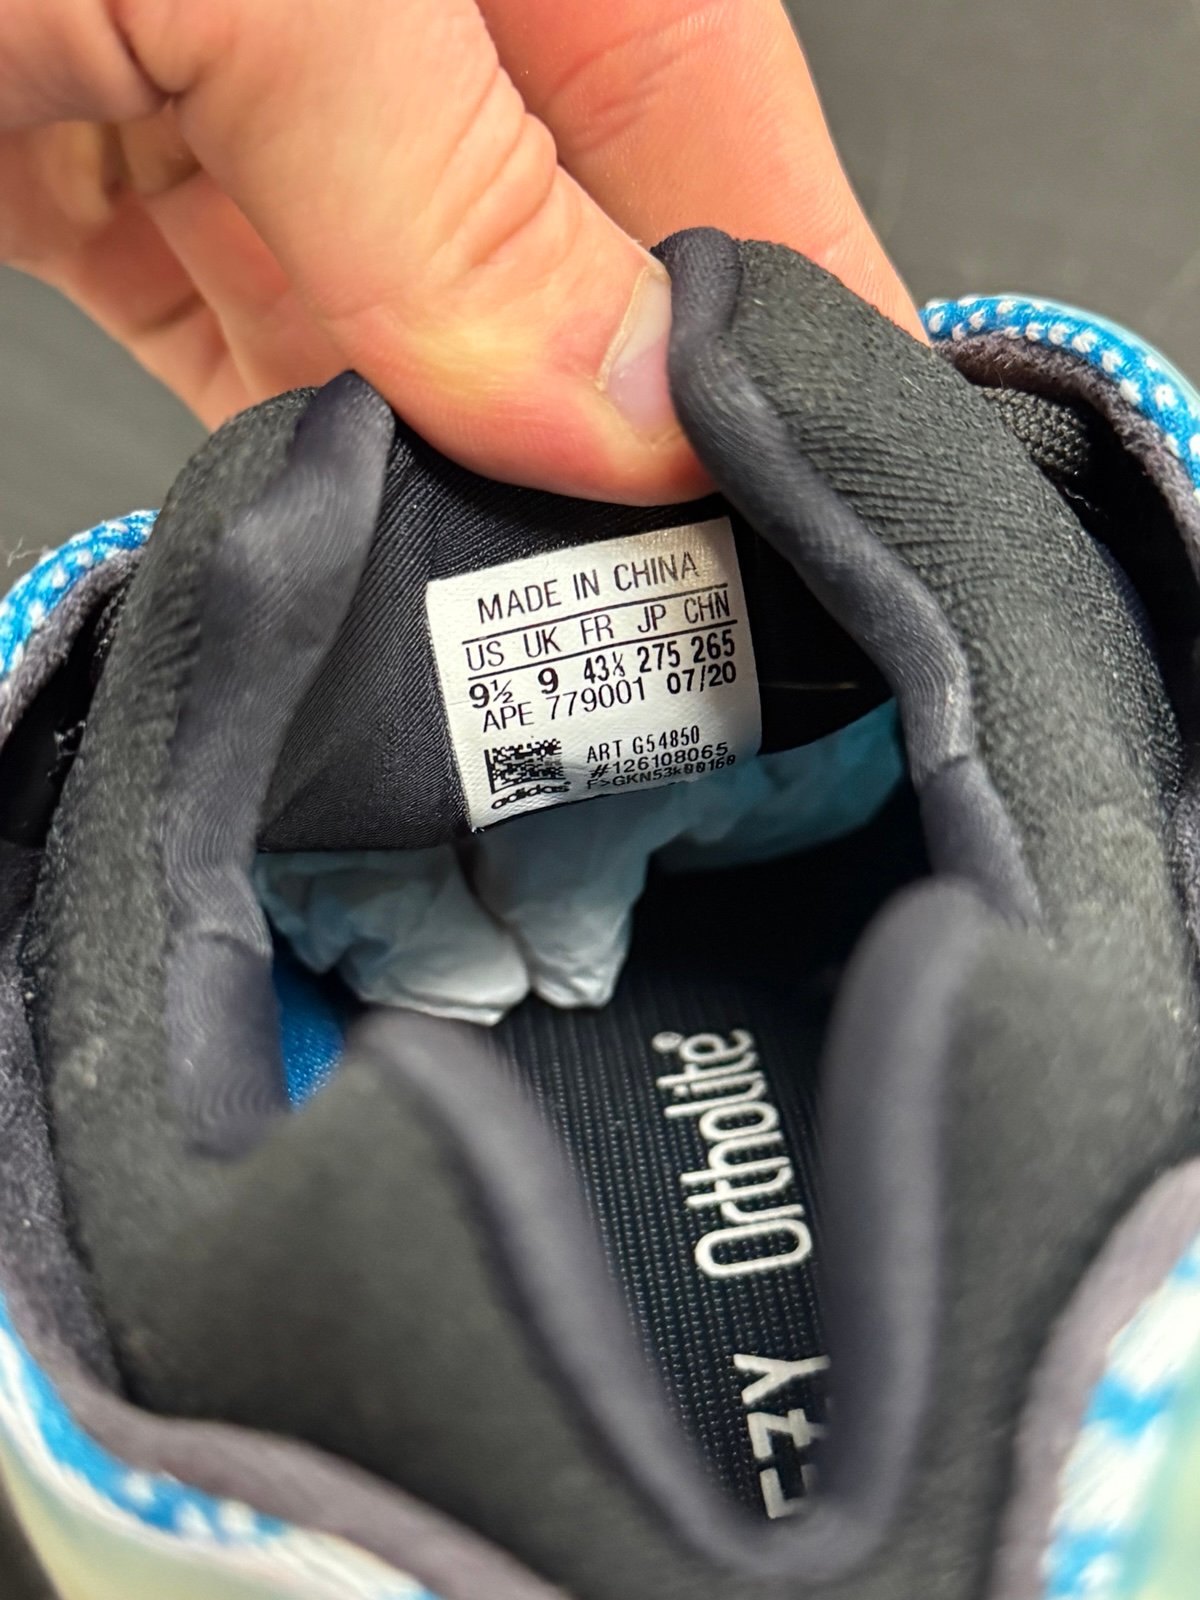 MADE IN CHINA
US UK FR JP CHN
9½ 9 43⅓ 275 265
APE 779001 07/20
ART G54850
#126108065
adidas
Ortholite®